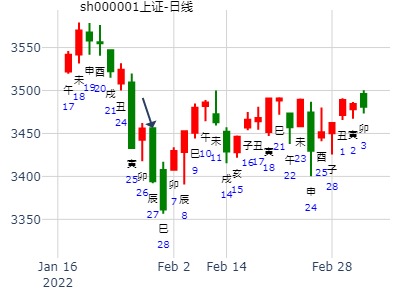 sh000001上证-日线
3550
3500
3450
3400
3350
午
17
未
18
申
19
酉
20
戌
21
丑
24
寅
25
卯
26
辰
27
巳
28
卯
7
辰
8
巳
9
午
10
未
11
戌
14
亥
15
子
16
丑
17
寅
18
巳
21
午
22
未
23
申
24
酉
25
子
28
丑
1
寅
2
卯
3
Jan 16
2022
Feb 2
Feb 14
Feb 28